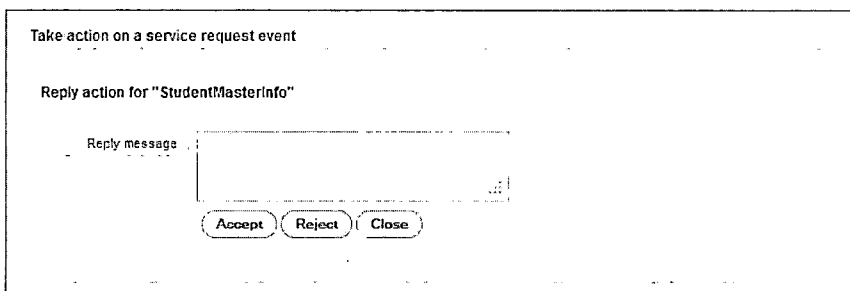 Take action on a service request event
Reply action for "StudentMasterInfo"
Reply message
Accept Reject Close